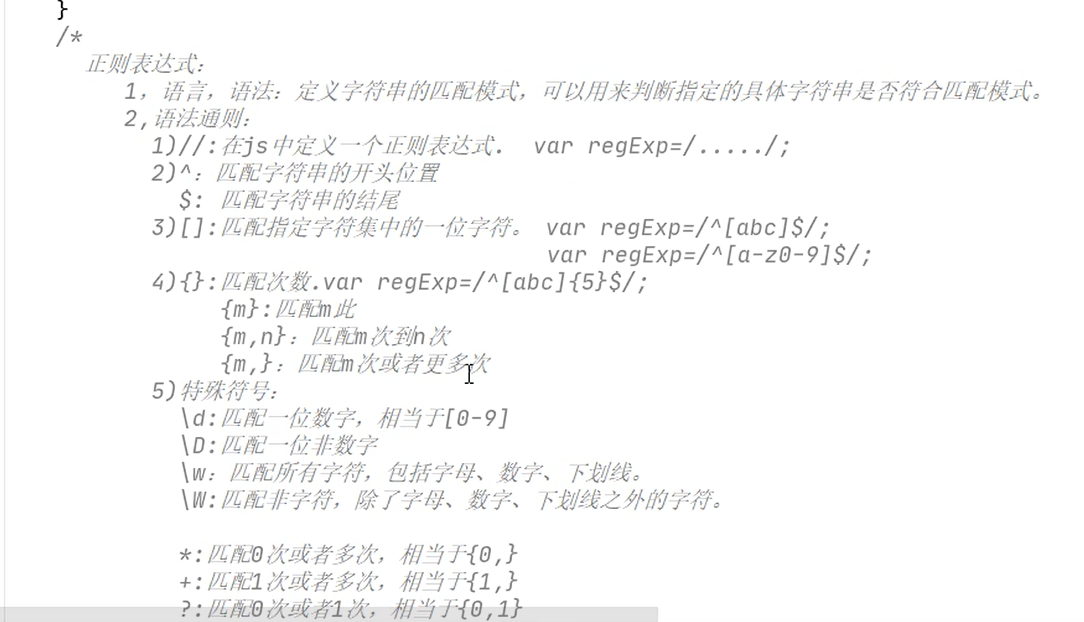 }
/*
正则表达式:
1, 语言, 语法: 定义字符串的匹配模式, 可以用来判断指定的具体字符串是否符合匹配模式。
2,语法通则:
1)//:在js中定义一个正则表达式. var regExp=/...../;
2)^: 匹配字符串的开头位置
$: 匹配字符串的结尾
3)[]:匹配指定字符集中的一位字符。 var regExp=/^[abc]$/;
var regExp=/^[a-z0-9]$/;
4){}:匹配次数.var regExp=/^[abc]{5}$/;
{m}:匹配m此
{m,n}: 匹配m次到n次
{m,}: 匹配m次或者更多次
5)特殊符号:
\d:匹配一位数字, 相当于[0-9]
\D:匹配一位非数字
\w: 匹配所有字符, 包括字母、数字、下划线。
\W:匹配非字符, 除了字母、数字、下划线之外的字符。
*:匹配0次或者多次, 相当于{0,}
+:匹配1次或者多次, 相当于{1,}
?:匹配0次或者1次, 相当于{0,1}